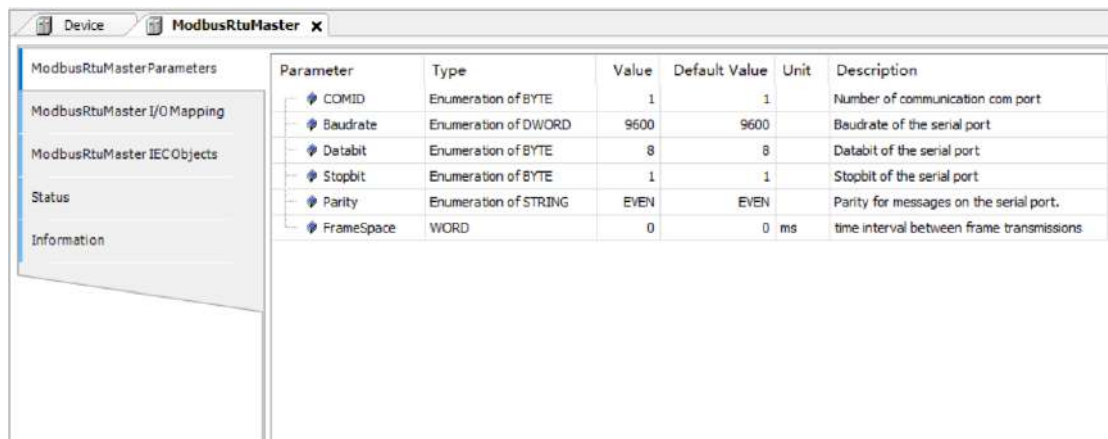 Device ModbusRtuMaster X
ModbusRtuMasterParameters
ModbusRtuMaster I/O Mapping
ModbusRtuMaster IECObjects
Status
Information
Parameter Type Value Default Value Unit Description
COMID Enumeration of BYTE 1 1 Number of communication com port
Baudrate Enumeration of DWORD 9600 9600 Baudrate of the serial port
Databit Enumeration of BYTE 8 8 Databit of the serial port
Stopbit Enumeration of BYTE 1 1 Stopbit of the serial port
Parity Enumeration of STRING EVEN EVEN Parity for messages on the serial port.
FrameSpace WORD 0 0 ms time interval between frame transmissions